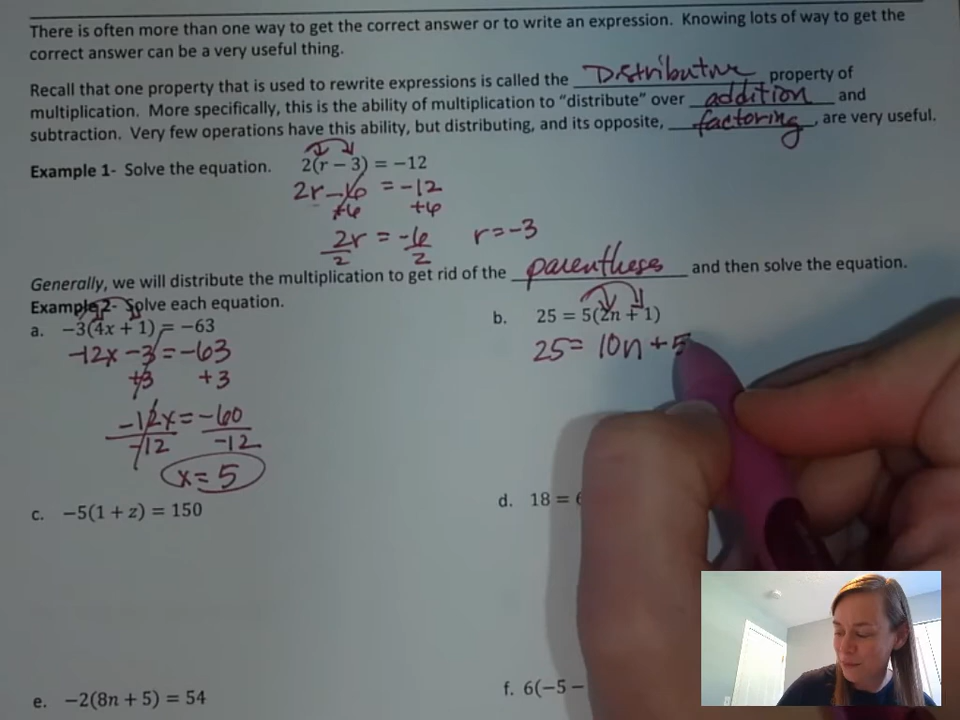 There is often more than one way to get the correct answer or to write an expression. Knowing lots of way to get the
correct answer can be a very useful thing.
Recall that one property that is used to rewrite expressions is called the Distributive property of
multiplication. More specifically, this is the ability of multiplication to “distribute” over addition and
subtraction. Very few operations have this ability, but distributing, and its opposite, factoring, are very useful.
Example 1- Solve the equation. 2(r − 3) = −12
2r − 6 = −12
+6 +6
2r = −6 r = −3
2 2
Generally, we will distribute the multiplication to get rid of the parentheses and then solve the equation.
Example 2- Solve each equation.
a. −3(4x + 1) = −63
−12x − 3 = −63
+3 +3
−12x = −60
−12 −12
x = 5
b. 25 = 5(2n + 1)
25 = 10n + 5
c. −5(1 + z) = 150
d. 18 = 6
e. −2(8n + 5) = 54
f. 6(−5 −